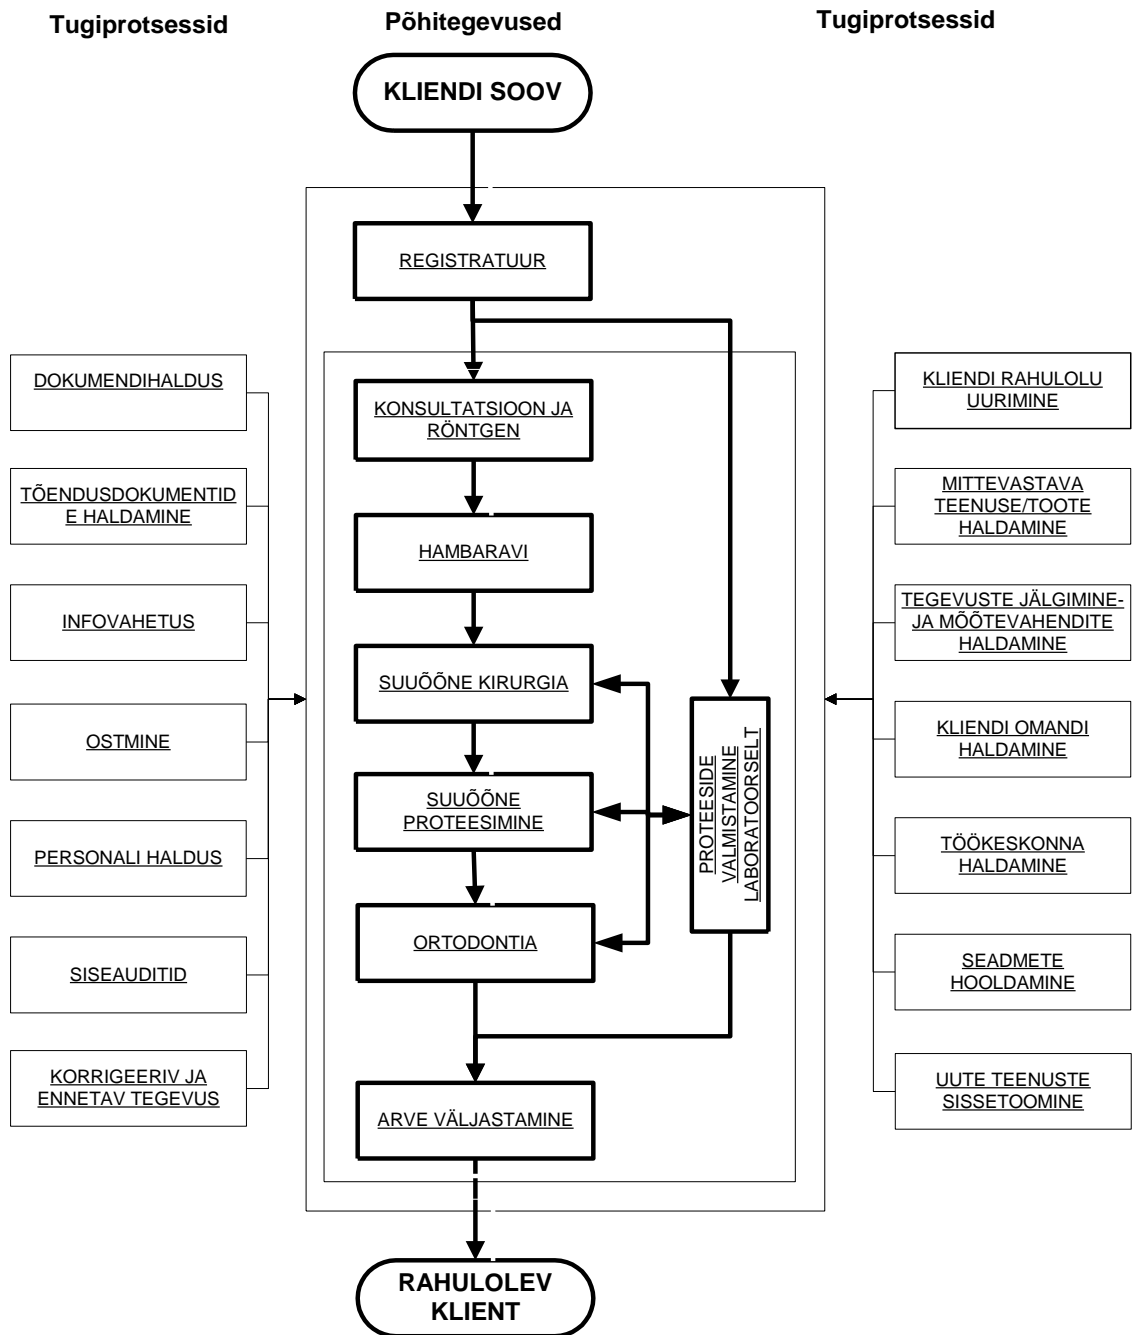 Tugiprotsessid
Põhitegevused
Tugiprotsessid
KLIENDI SOOV
REGISTRATUUR
KONSULTATSIOON JA
RÖNTGEN
HAMBARAVI
SUUÕÕNE KIRURGIA
SUUÕÕNE
PROTEESIMINE
ORTODONTIA
ARVE VÄLJASTAMINE
RAHULOLEV
KLIENT
PROTEESIDE
VALMISTAMINE
LABORATOORSELT
DOKUMENDIHALDUS
TÕENDUSDOKUMENTID
E HALDAMINE
INFOVAHETUS
OSTMINE
PERSONALI HALDUS
SISEAUDITID
KORRIGEERIV JA
ENNETAV TEGEVUS
KLIENDI RAHULOLU
UURIMINE
MITTEVASTAVA
TEENUSE/TOOTE
HALDAMINE
TEGEVUSTE JÄLGIMINE-
JA MÕÕTEVAHENDITE
HALDAMINE
KLIENDI OMANDI
HALDAMINE
TÖÖKESKONNA
HALDAMINE
SEADMETE
HOOLDAMINE
UUTE TEENUSTE
SISSETOOMINE